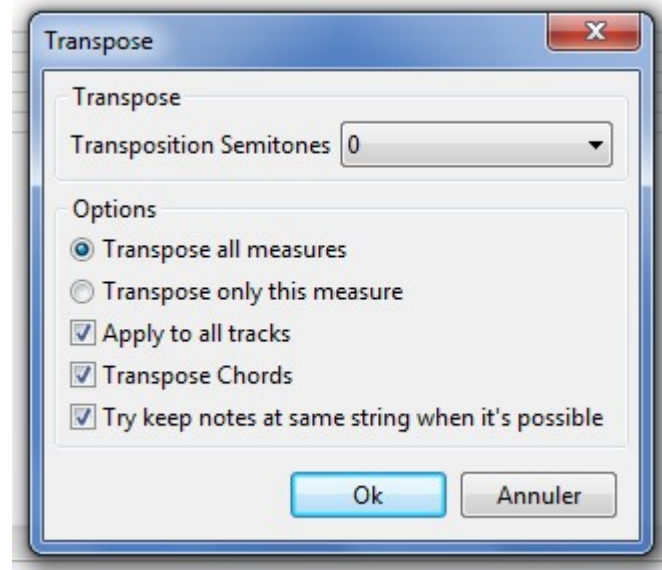 Transpose
Transpose
Transposition Semitones 0
Options
Transpose all measures
Transpose only this measure
Apply to all tracks
Transpose Chords
Try keep notes at same string when it's possible
Ok Annuler